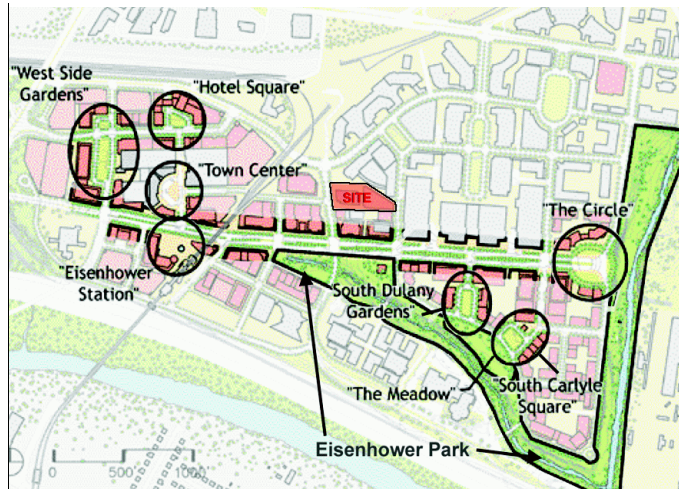 "West Side
Gardens"
"Hotel Square"
"Town Center"
SITE
"The Circle"
"Eisenhower
Station"
"South Dulany
Gardens"
"The Meadow"
"South Carlyle
Square"
Eisenhower Park
0 500 1000